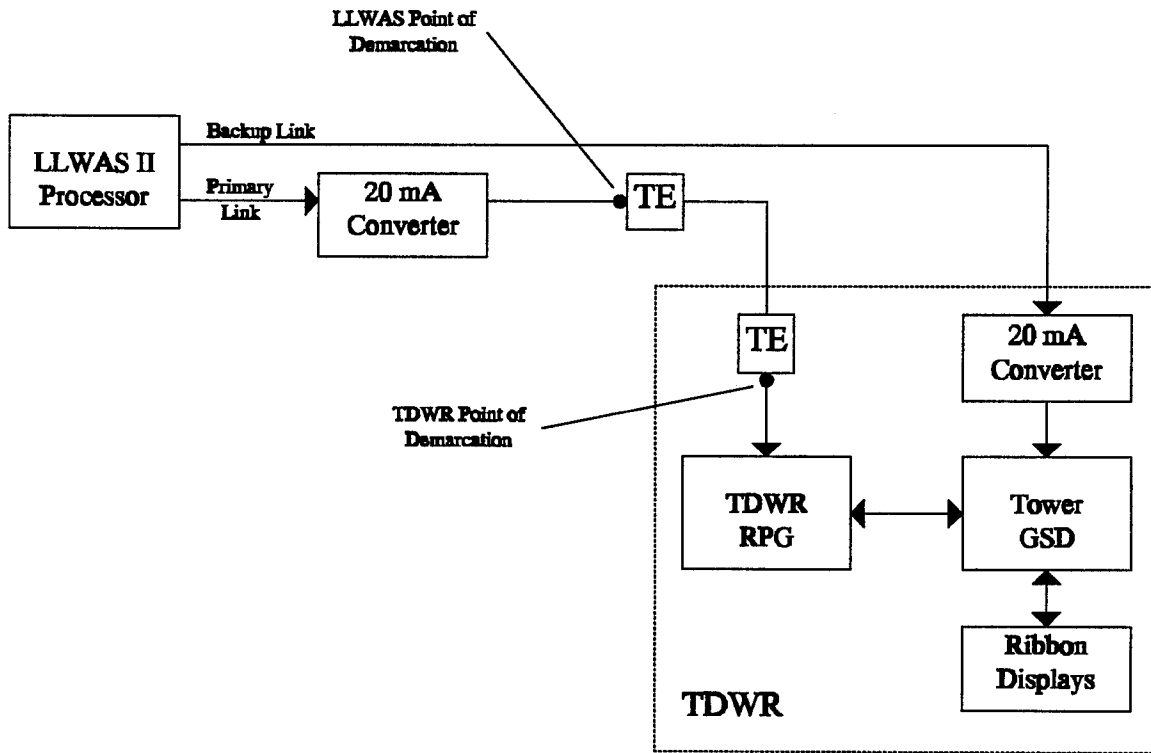 LLWAS Point of
Demarcation
Backup Link
LLWAS II
Processor
Primary
Link
20 mA
Converter
TE
TE
20 mA
Converter
TDWR Point of
Demarcation
TDWR
RPG
Tower
GSD
Ribbon
Displays
TDWR